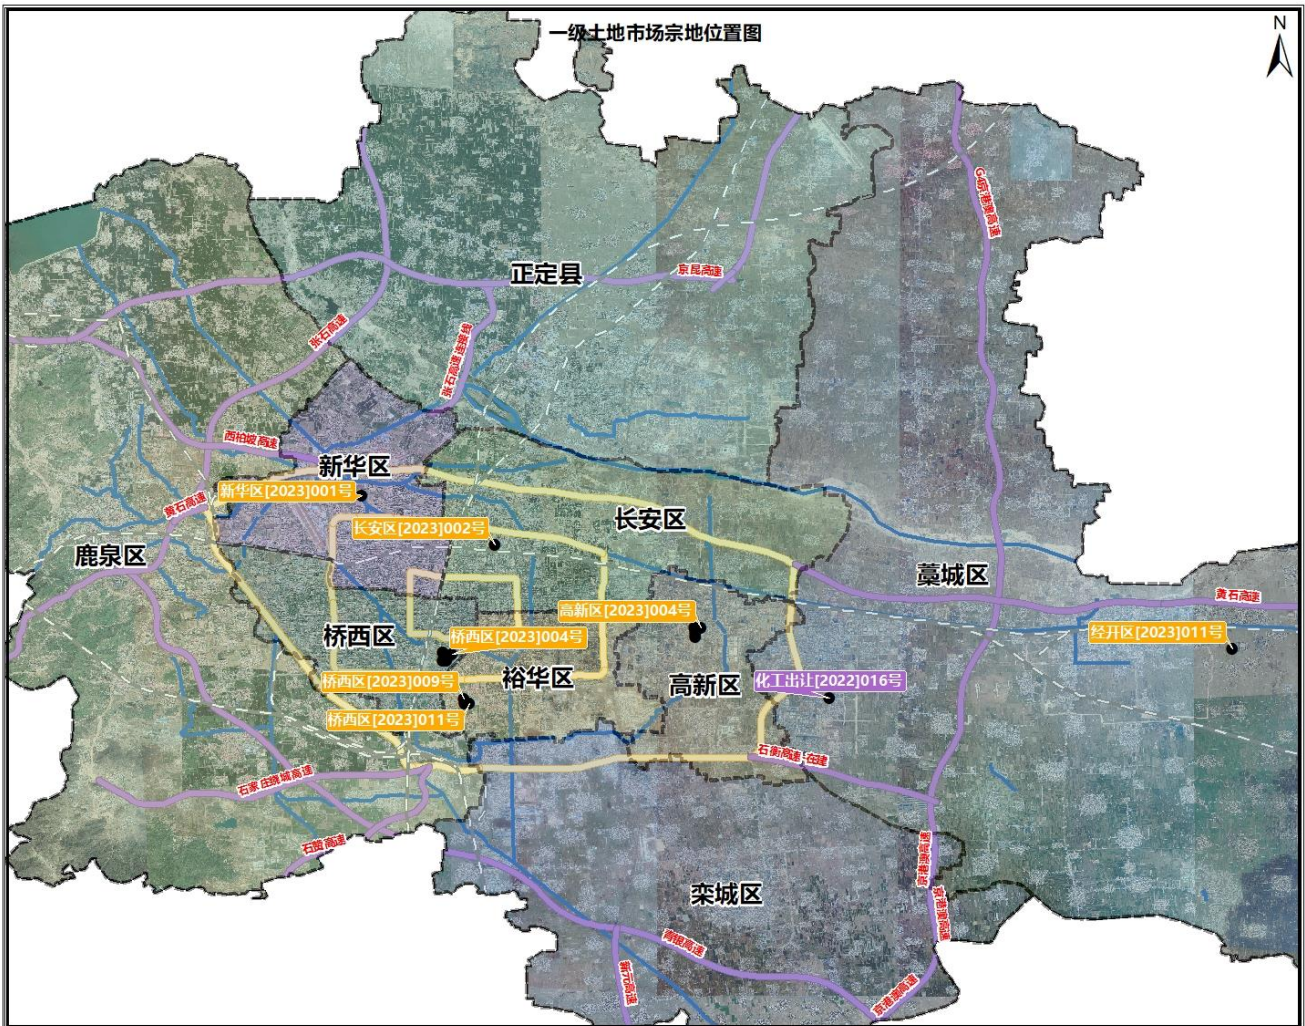 一级土地市场宗地位置图
N
G4京港澳高速
正定县
京昆高速
张石高速
张石高速连接线
西柏坡高速
新华区
新华区[2023]001号
黄石高速
长安区
长安区[2023]002号
鹿泉区
藁城区
黄石高速
高新区[2023]004号
桥西区
桥西区[2023]004号
经开区[2023]011号
裕华区
高新区
桥西区[2023]009号
化工出让[2022]016号
桥西区[2023]011号
石衡高速-在建
石家庄绕城高速
石黄高速
京港澳高速
栾城区
京港澳高速
青银高速
新元高速
京港澳高速